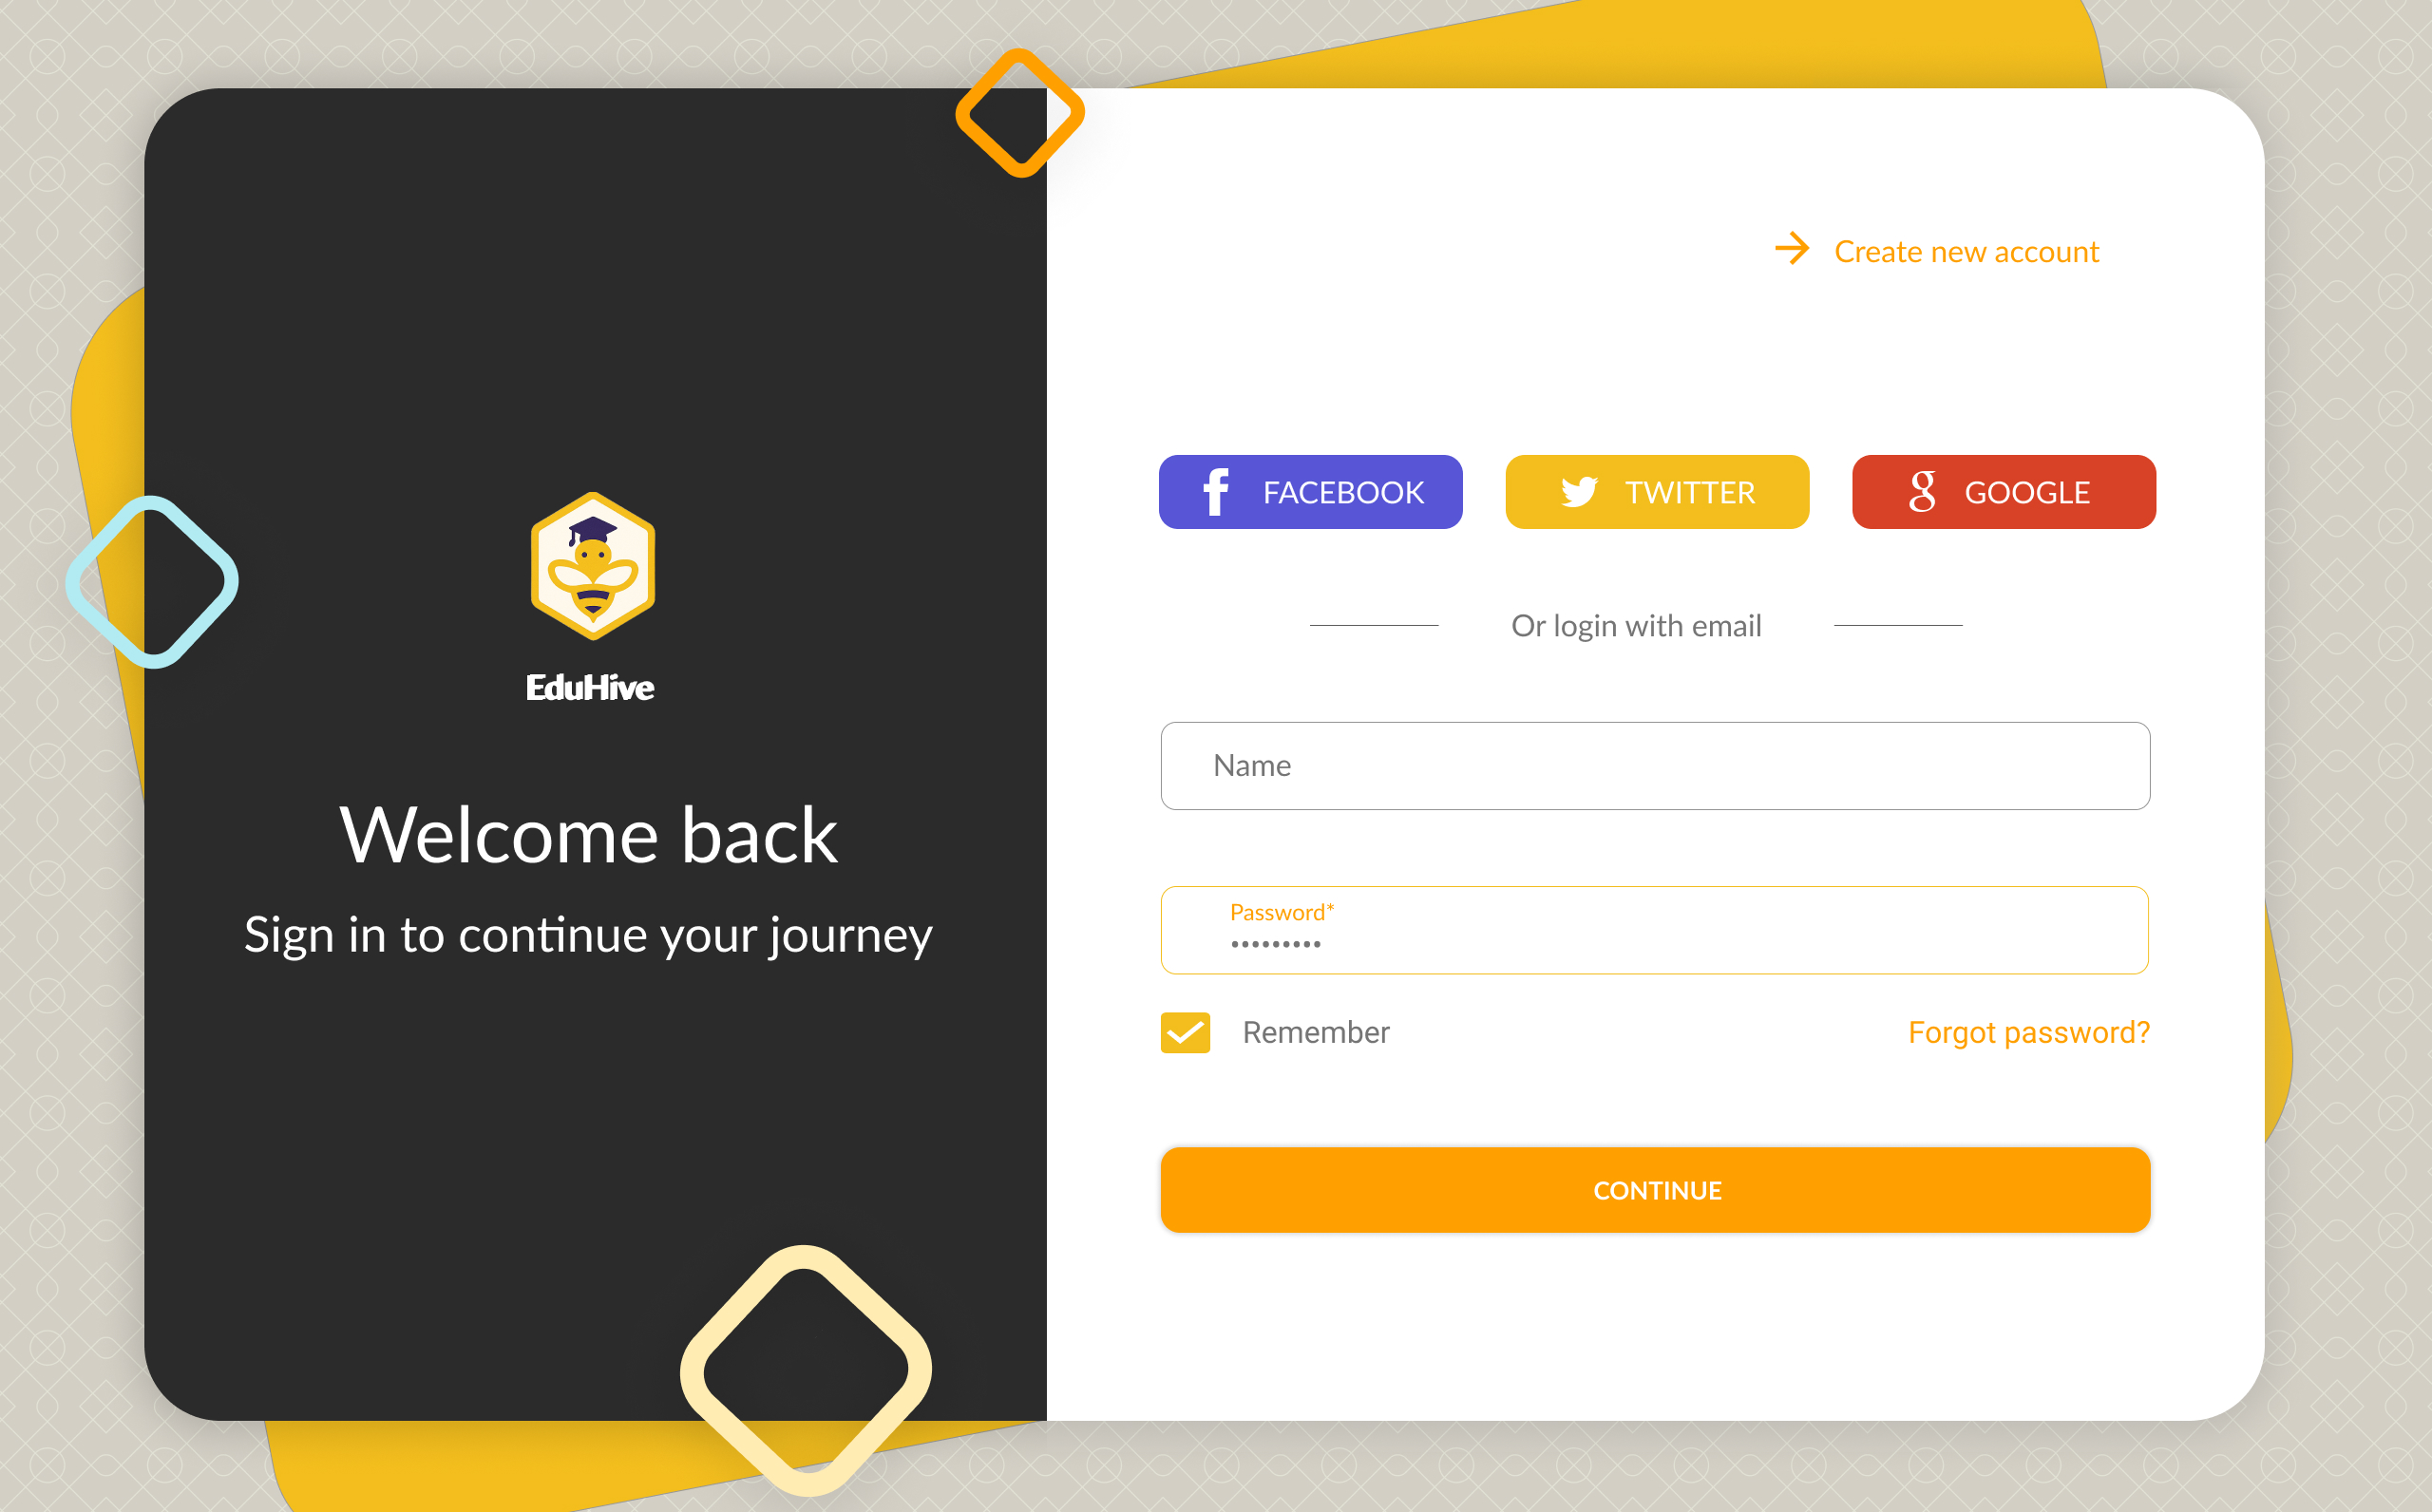 EduHive
Welcome back
Sign in to continue your journey
Create new account
FACEBOOK
TWITTER
GOOGLE
Or login with email
Name
Password*
•••••••••
Remember
Forgot password?
CONTINUE